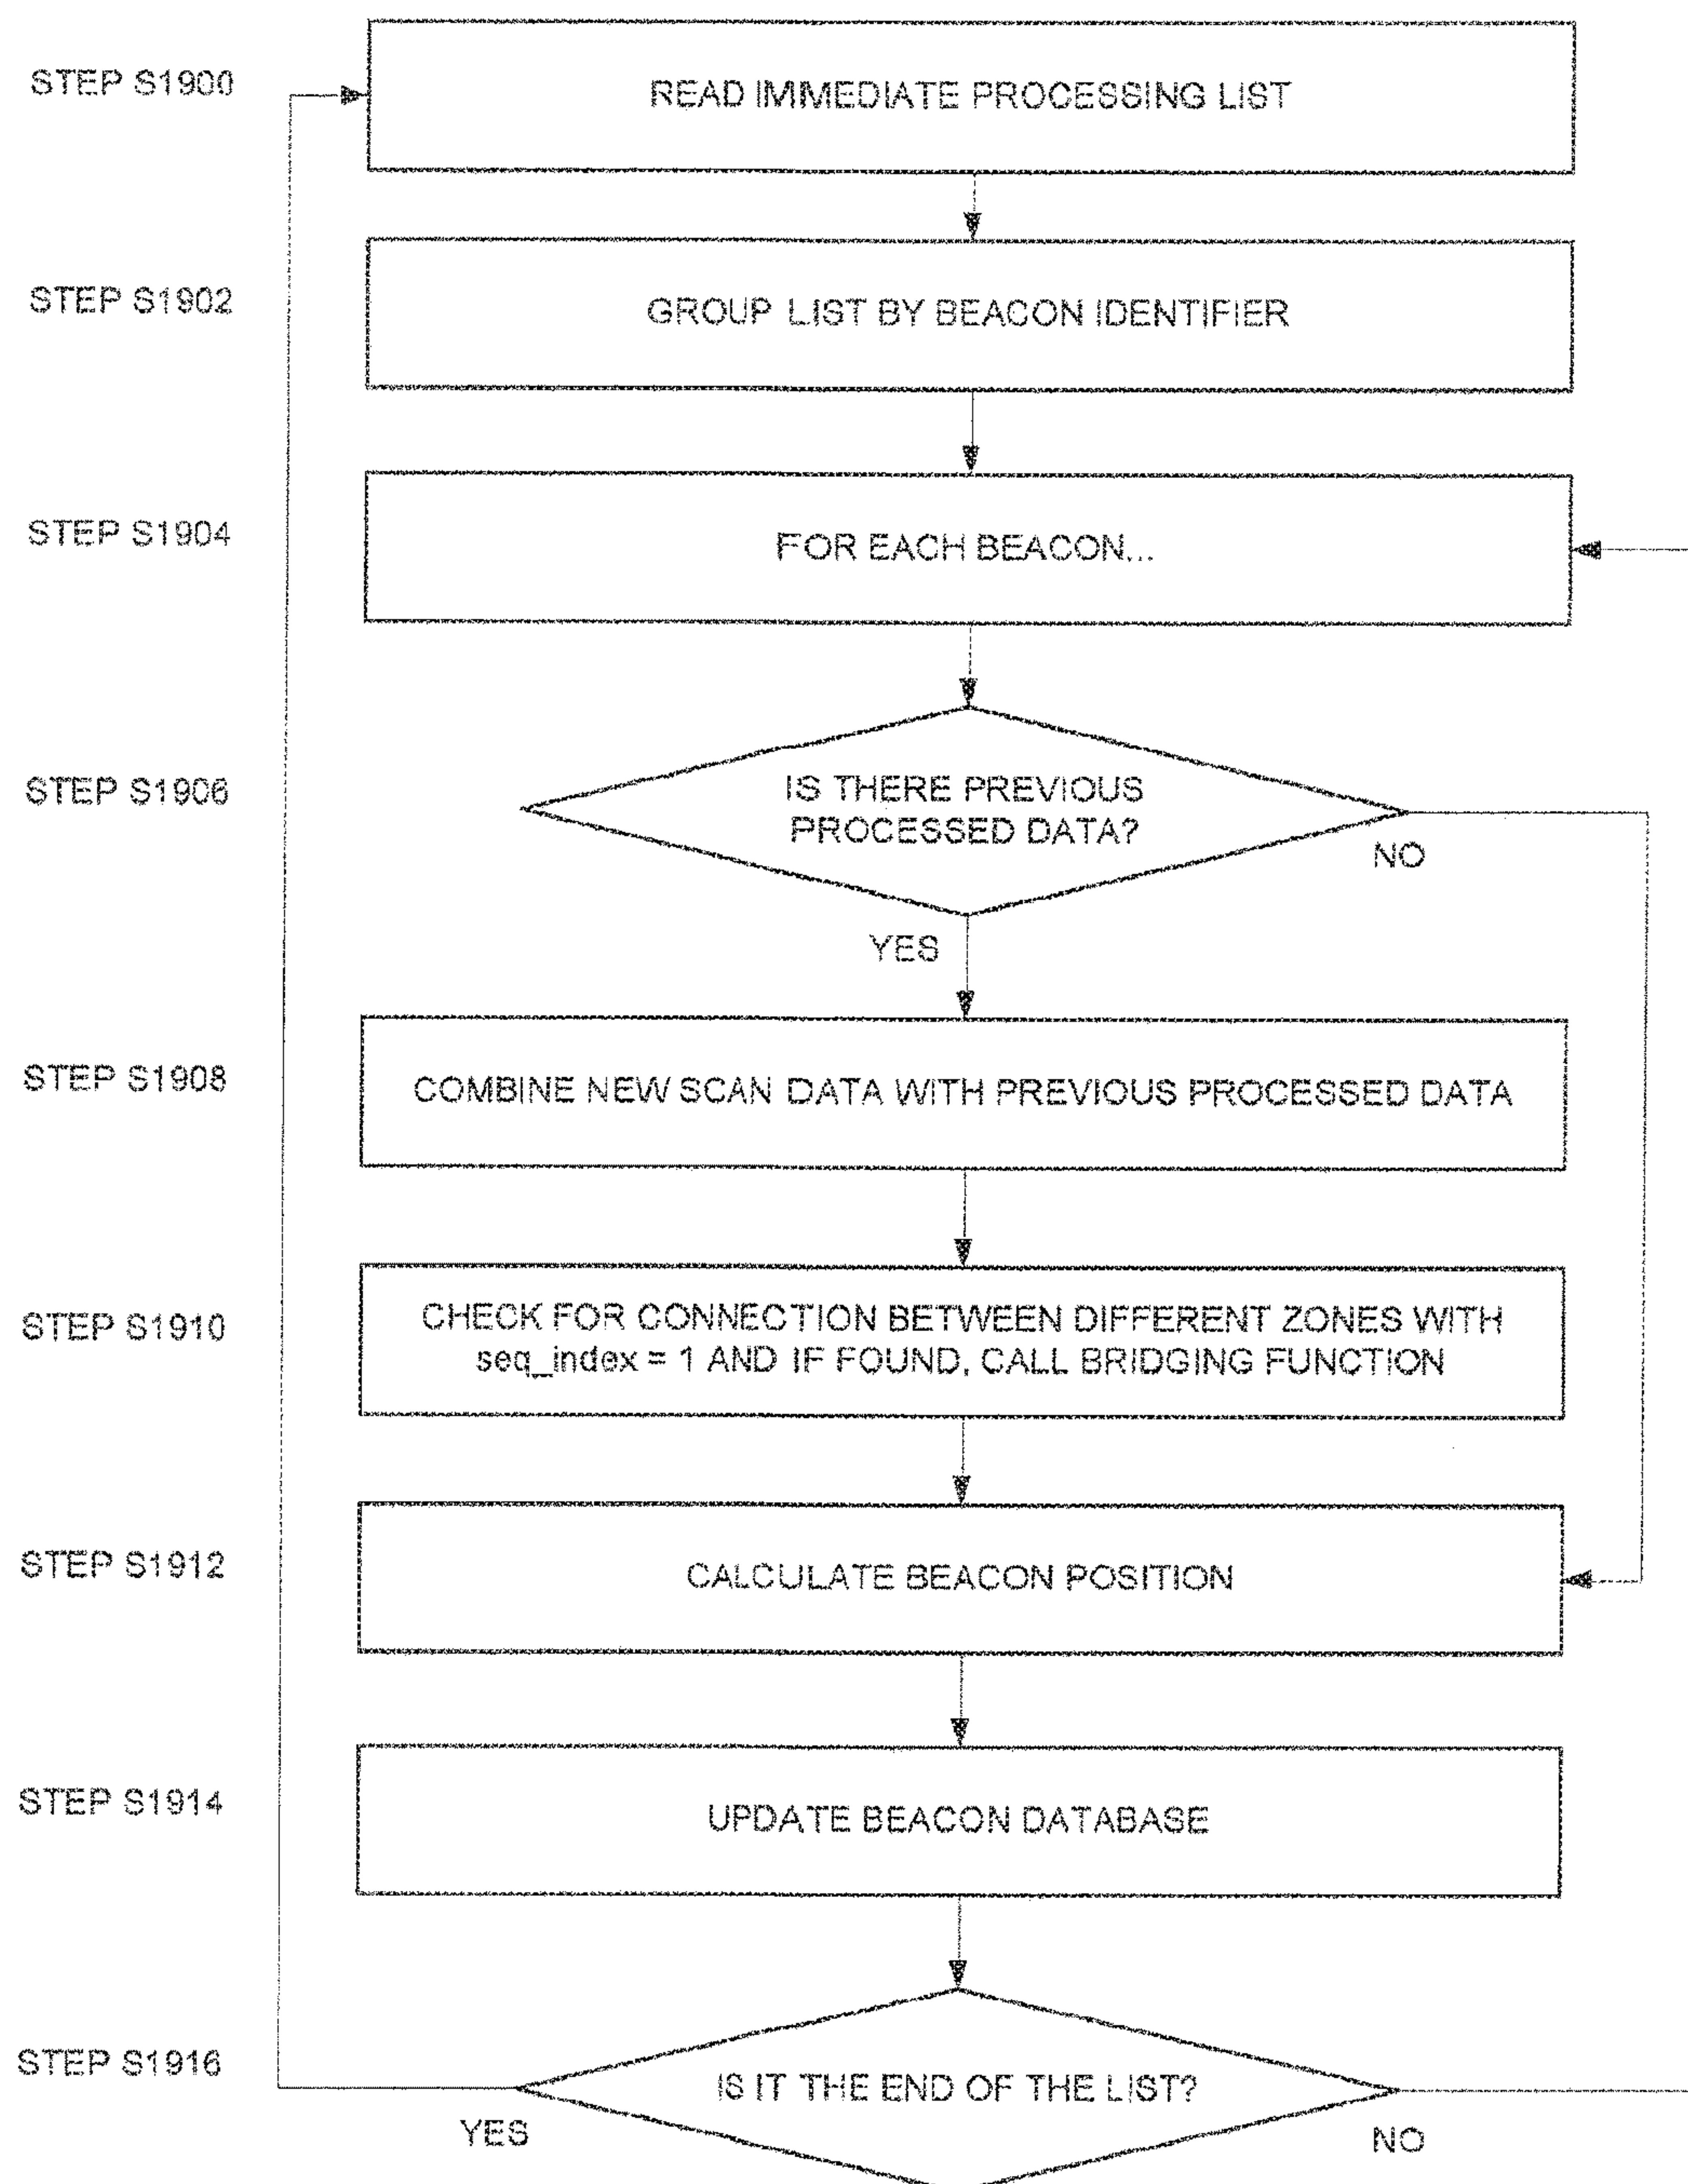 STEP S1900
READ IMMEDIATE PROCESSING LIST
STEP S1902
GROUP LIST BY BEACON IDENTIFIER
STEP S1904
FOR EACH BEACON...
STEP S1906
IS THERE PREVIOUS
PROCESSED DATA?
NO
YES
STEP S1908
COMBINE NEW SCAN DATA WITH PREVIOUS PROCESSED DATA
STEP S1910
CHECK FOR CONNECTION BETWEEN DIFFERENT ZONES WITH
seq_index = 1 AND IF FOUND, CALL BRIDGING FUNCTION
STEP S1912
CALCULATE BEACON POSITION
STEP S1914
UPDATE BEACON DATABASE
STEP S1916
IS IT THE END OF THE LIST?
YES
NO